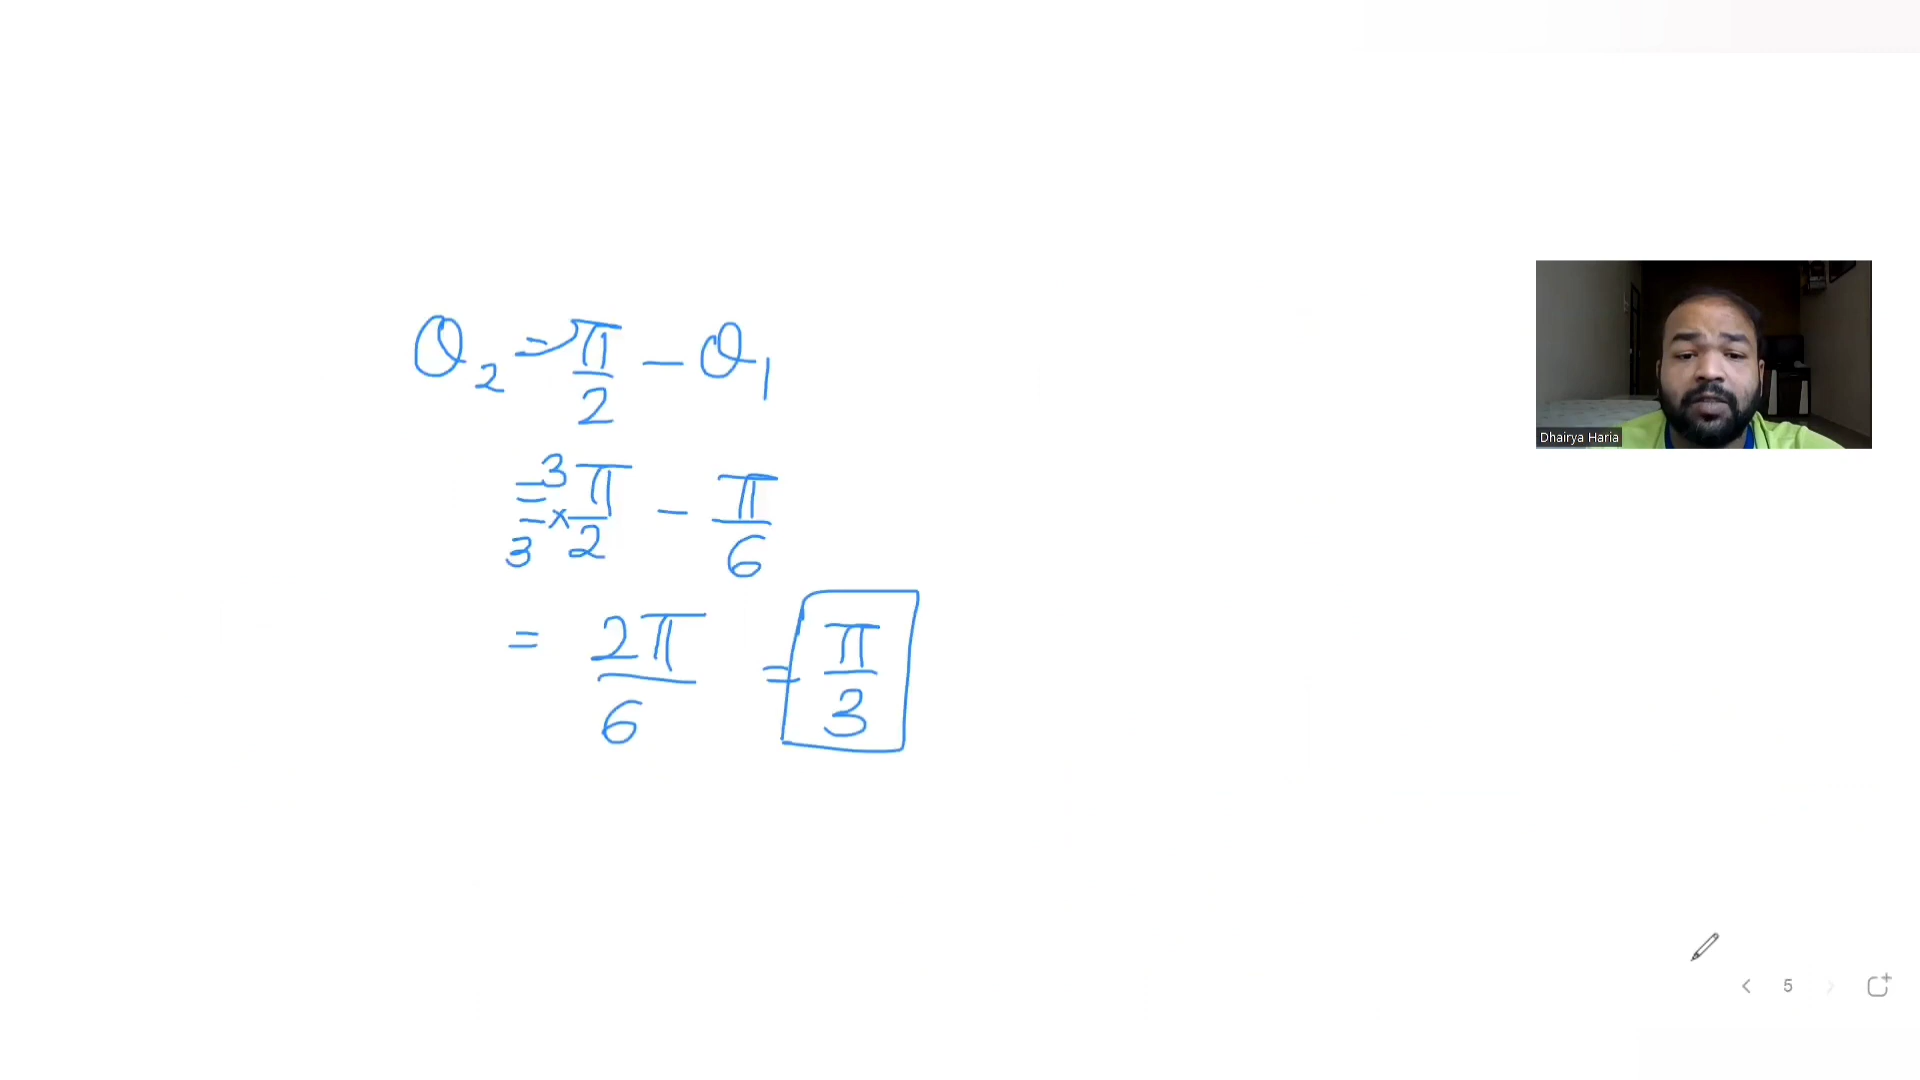 θ₂ = π/2 − θ₁
= 3/3 × π/2 − π/6
= 2π/6 = π/3
Dhairya Haria
5